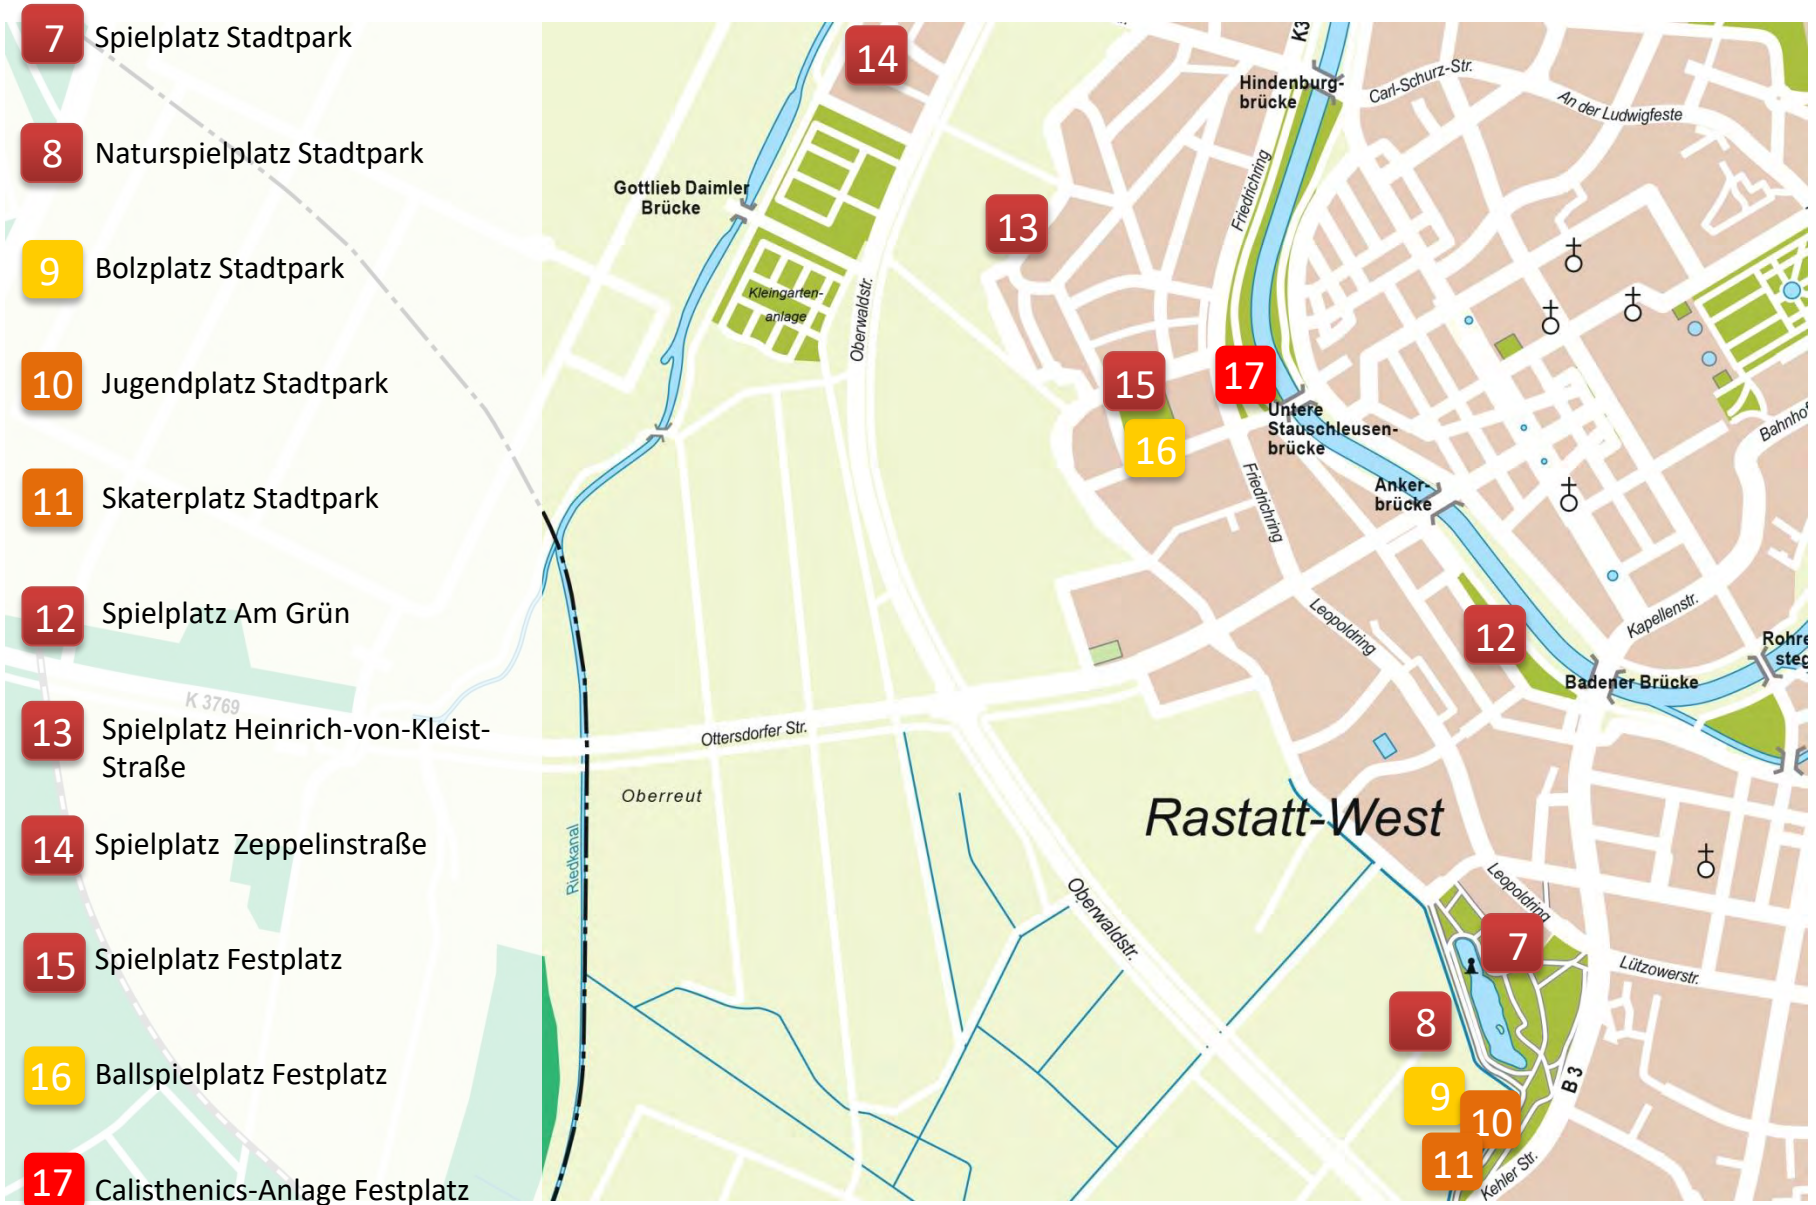 7 Spielplatz Stadtpark
8 Naturspielplatz Stadtpark
9 Bolzplatz Stadtpark
10 Jugendplatz Stadtpark
11 Skaterplatz Stadtpark
12 Spielplatz Am Grün
13 Spielplatz Heinrich-von-Kleist-
Straße
14 Spielplatz Zeppelinstraße
15 Spielplatz Festplatz
16 Ballspielplatz Festplatz
17 Calisthenics-Anlage Festplatz
K 3769
14
K3
Hindenburg-
brücke
Carl-Schurz-Str.
An der Ludwigfeste
Gottlieb Daimler
Brücke
Friedrichring
13
Kleingarten-
anlage
Oberwaldstr.
15
17
16
Untere
Stauschleusen-
brücke
Bahnhof
Friedrichring
Anker-
brücke
Leopoldring
12
Kapellenstr.
Rohre
steg
Badener Brücke
Ottersdorfer Str.
Oberreut
Rastatt-West
Riedkanal
Oberwaldstr.
Leopoldring
7
Lützowerstr.
8
B 3
9
10
11
Kehler Str.